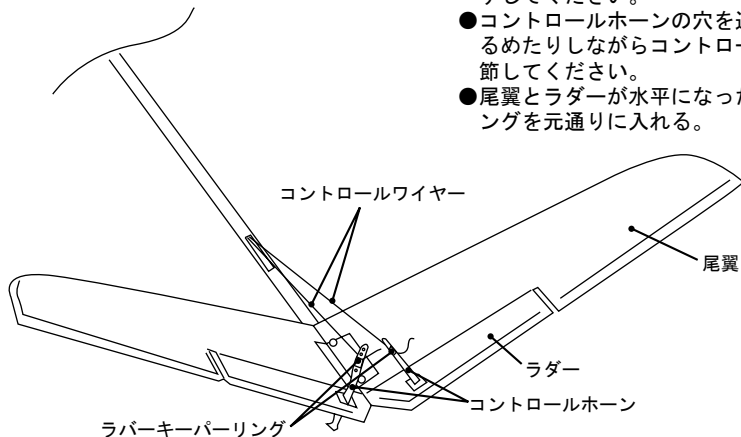 ●コントロールホーンの穴を通
るめたりしながらコントロー
節してください。
●尾翼とラダーが水平になった
ングを元通りに入れる。
コントロールワイヤー
尾翼
ラダー
コントロールホーン
ラバーキーパーリング